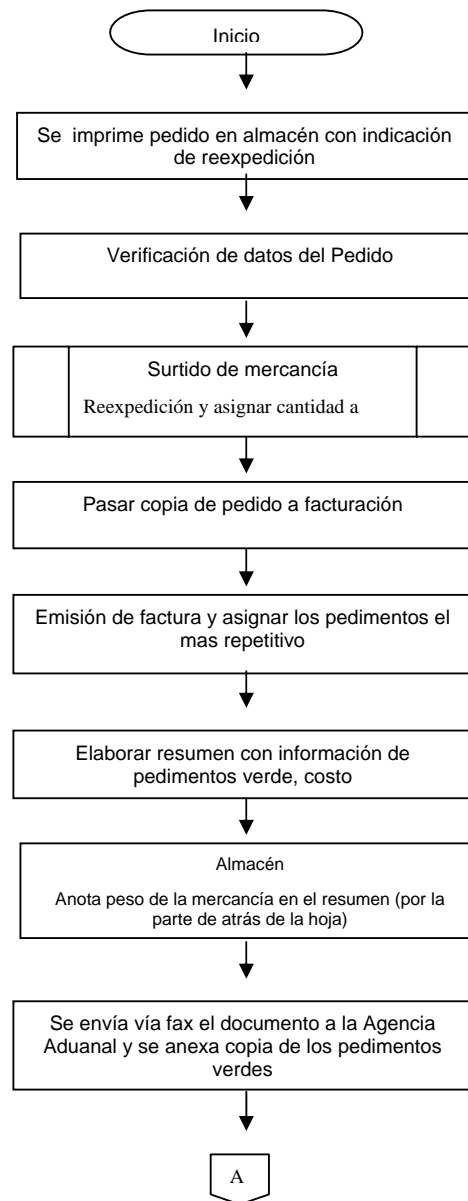 Inicio
Se imprime pedido en almacén con indicación
de reexpedición
Verificación de datos del Pedido
Surtido de mercancía
Reexpedición y asignar cantidad a
Pasar copia de pedido a facturación
Emisión de factura y asignar los pedimentos el
mas repetitivo
Elaborar resumen con información de
pedimentos verde, costo
Almacén
Anota peso de la mercancía en el resumen (por la
parte de atrás de la hoja)
Se envía vía fax el documento a la Agencia
Aduanal y se anexa copia de los pedimentos
verdes
A